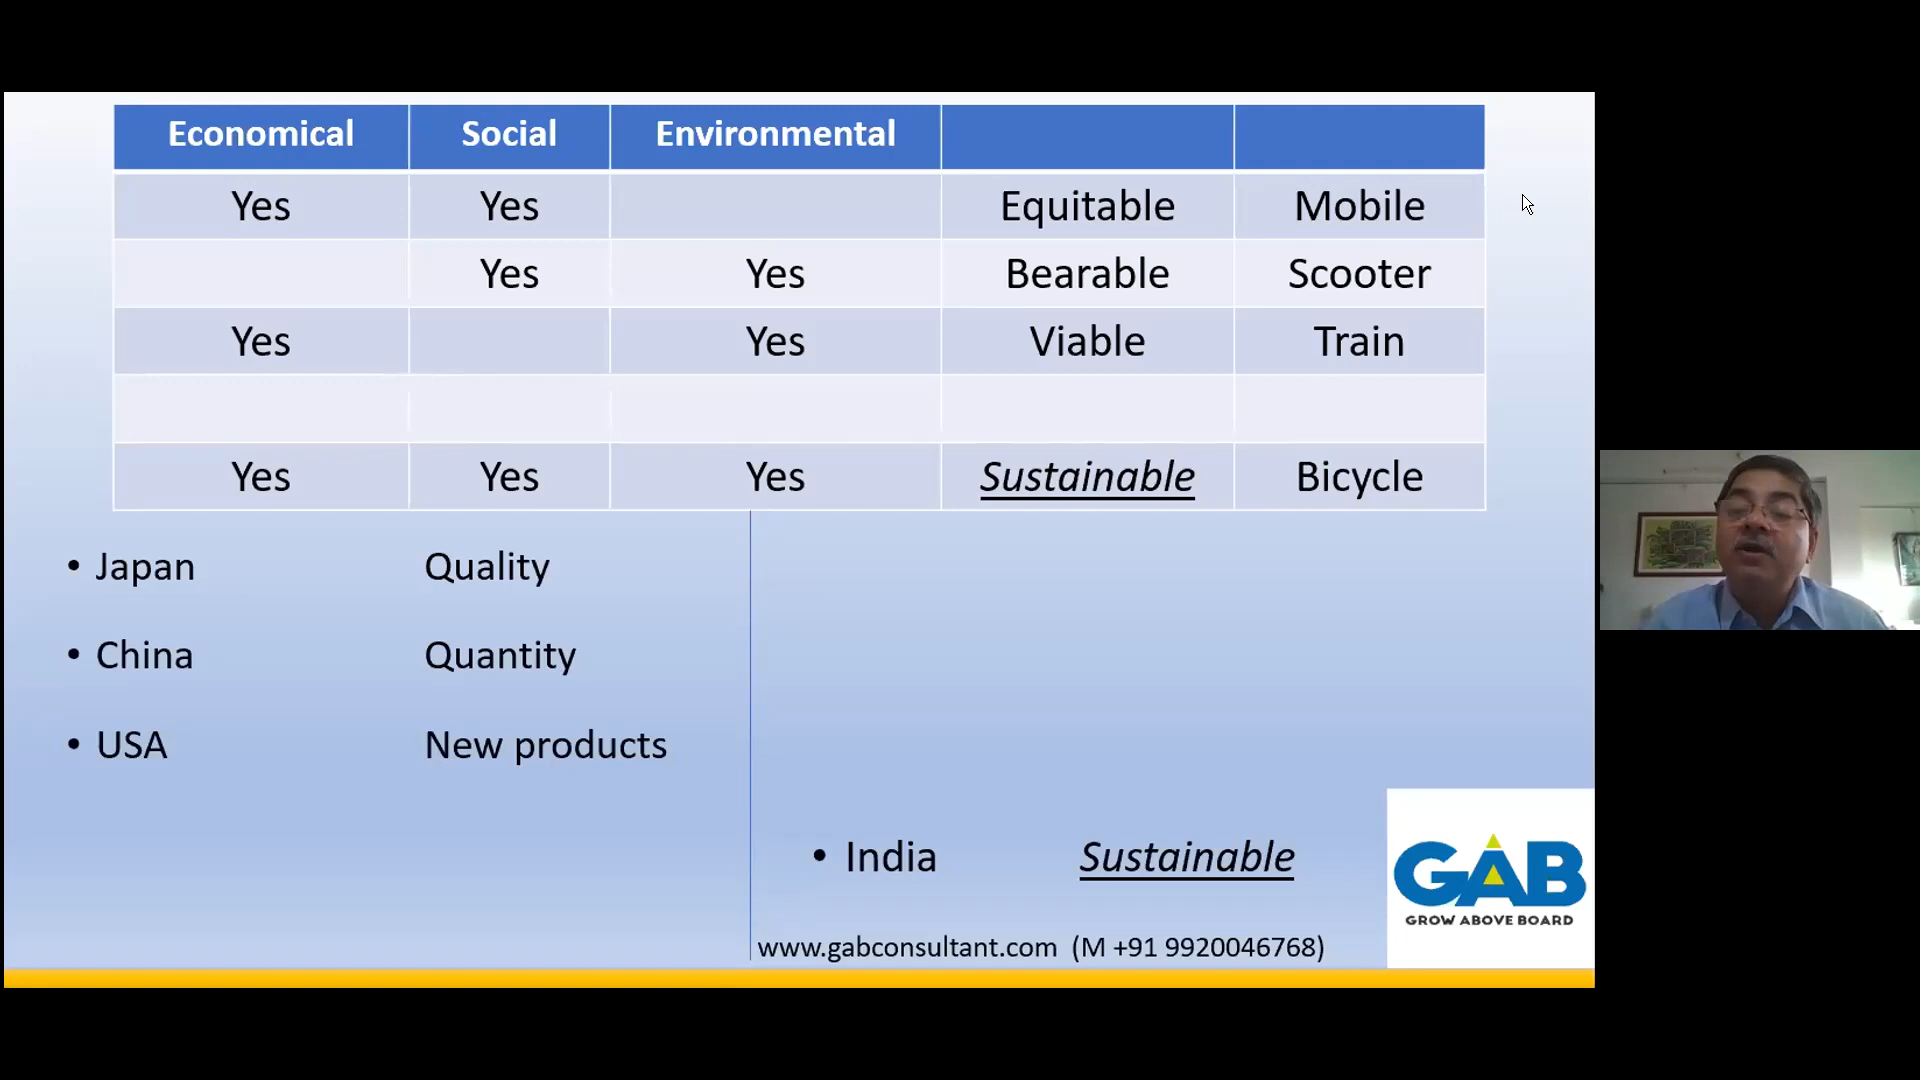 Economical Social Environmental
Yes Yes Equitable Mobile
Yes Yes Bearable Scooter
Yes Yes Viable Train
Yes Yes Yes Sustainable Bicycle
• Japan Quality
• China Quantity
• USA New products
• India Sustainable
GAB
GROW ABOVE BOARD
www.gabconsultant.com (M +91 9920046768)